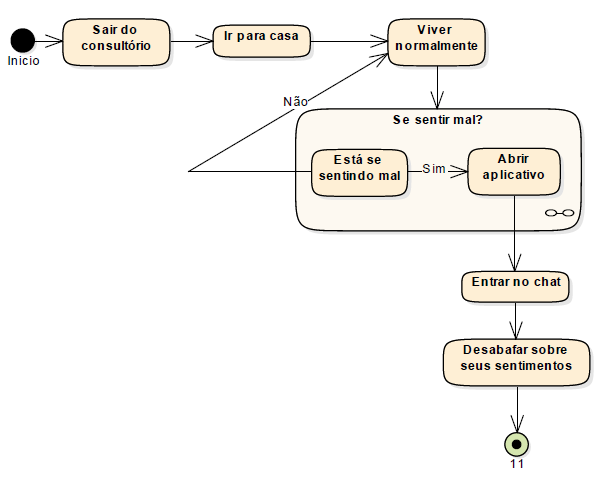 Inicio
Sair do
consultório
Ir para casa
Viver
normalmente
Não
Se sentir mal?
Está se
sentindo mal
Sim
Abrir
aplicativo
Entrar no chat
Desabafar sobre
seus sentimentos
11